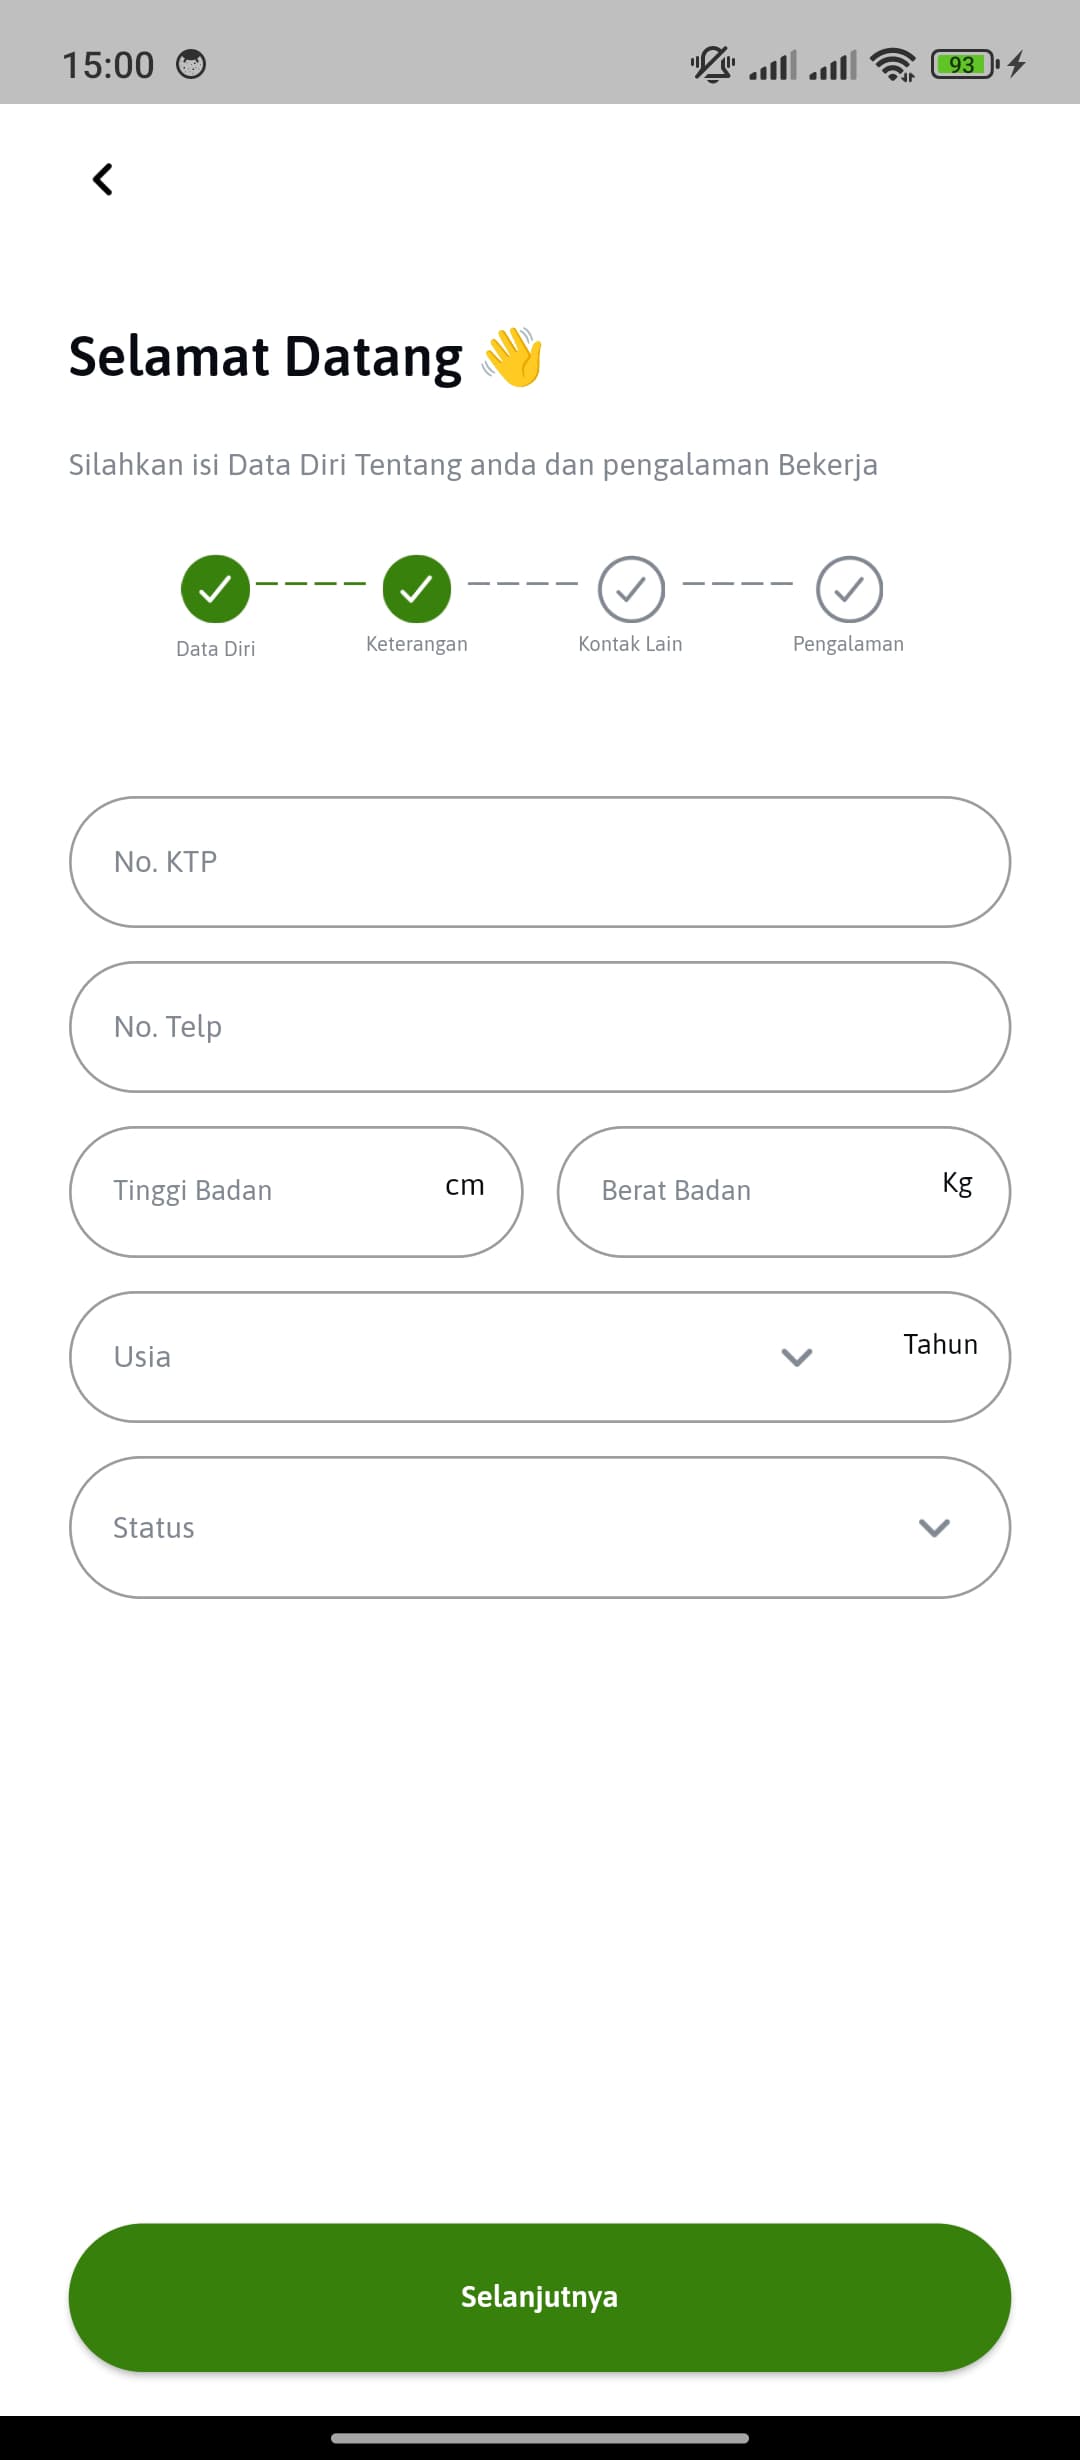 15:00
93
Selamat Datang 👋
Silahkan isi Data Diri Tentang anda dan pengalaman Bekerja
Data Diri Keterangan Kontak Lain Pengalaman
No. KTP
No. Telp
Tinggi Badan cm Berat Badan Kg
Usia Tahun
Status
Selanjutnya